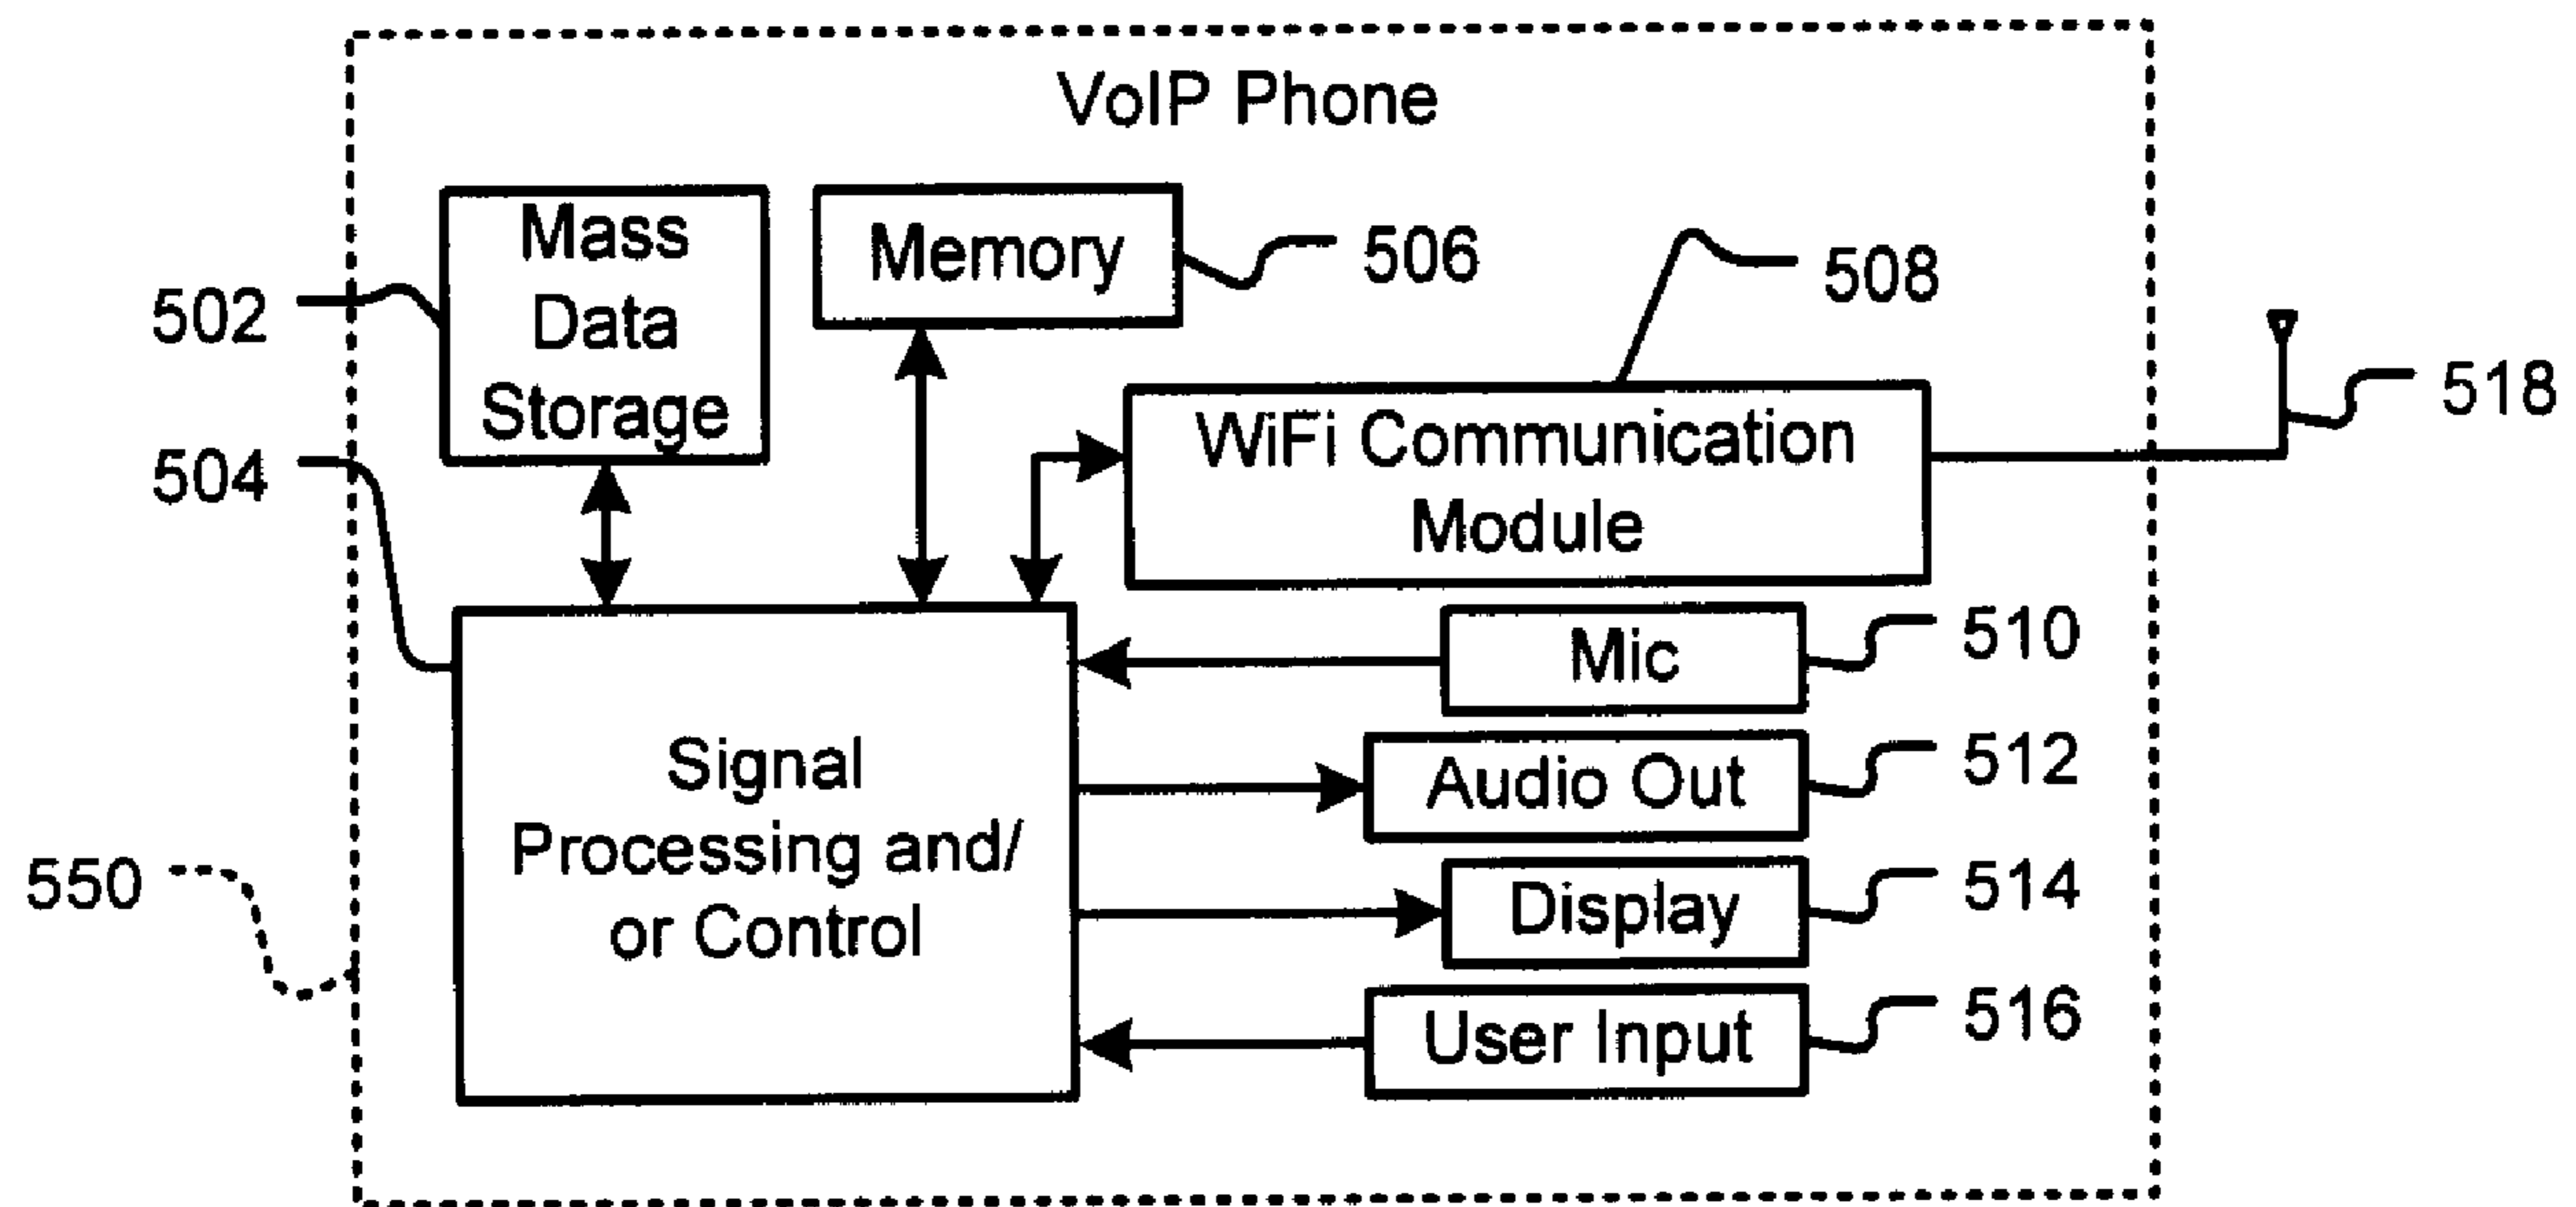 VoIP Phone
Mass
Data
Storage
Memory
506
508
502
518
WiFi Communication
Module
504
Mic
510
Signal
Processing and/
or Control
Audio Out
512
550
Display
514
User Input
516